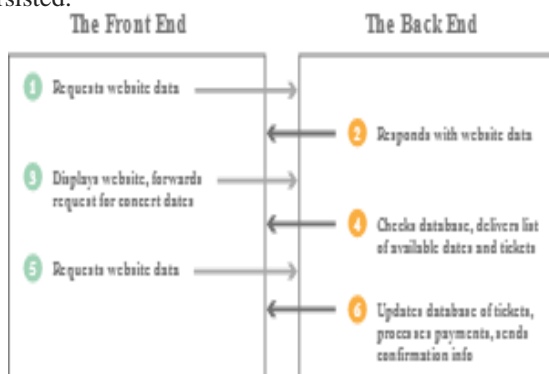 The Front End
The Back End
1 Requests website data
2 Responds with website data
3 Displays website, forwards
request for concert dates
4 Checks database, delivers list
of available dates and tickets
5 Requests website data
6 Updates database of tickets,
processes payments, sends
confirmation info